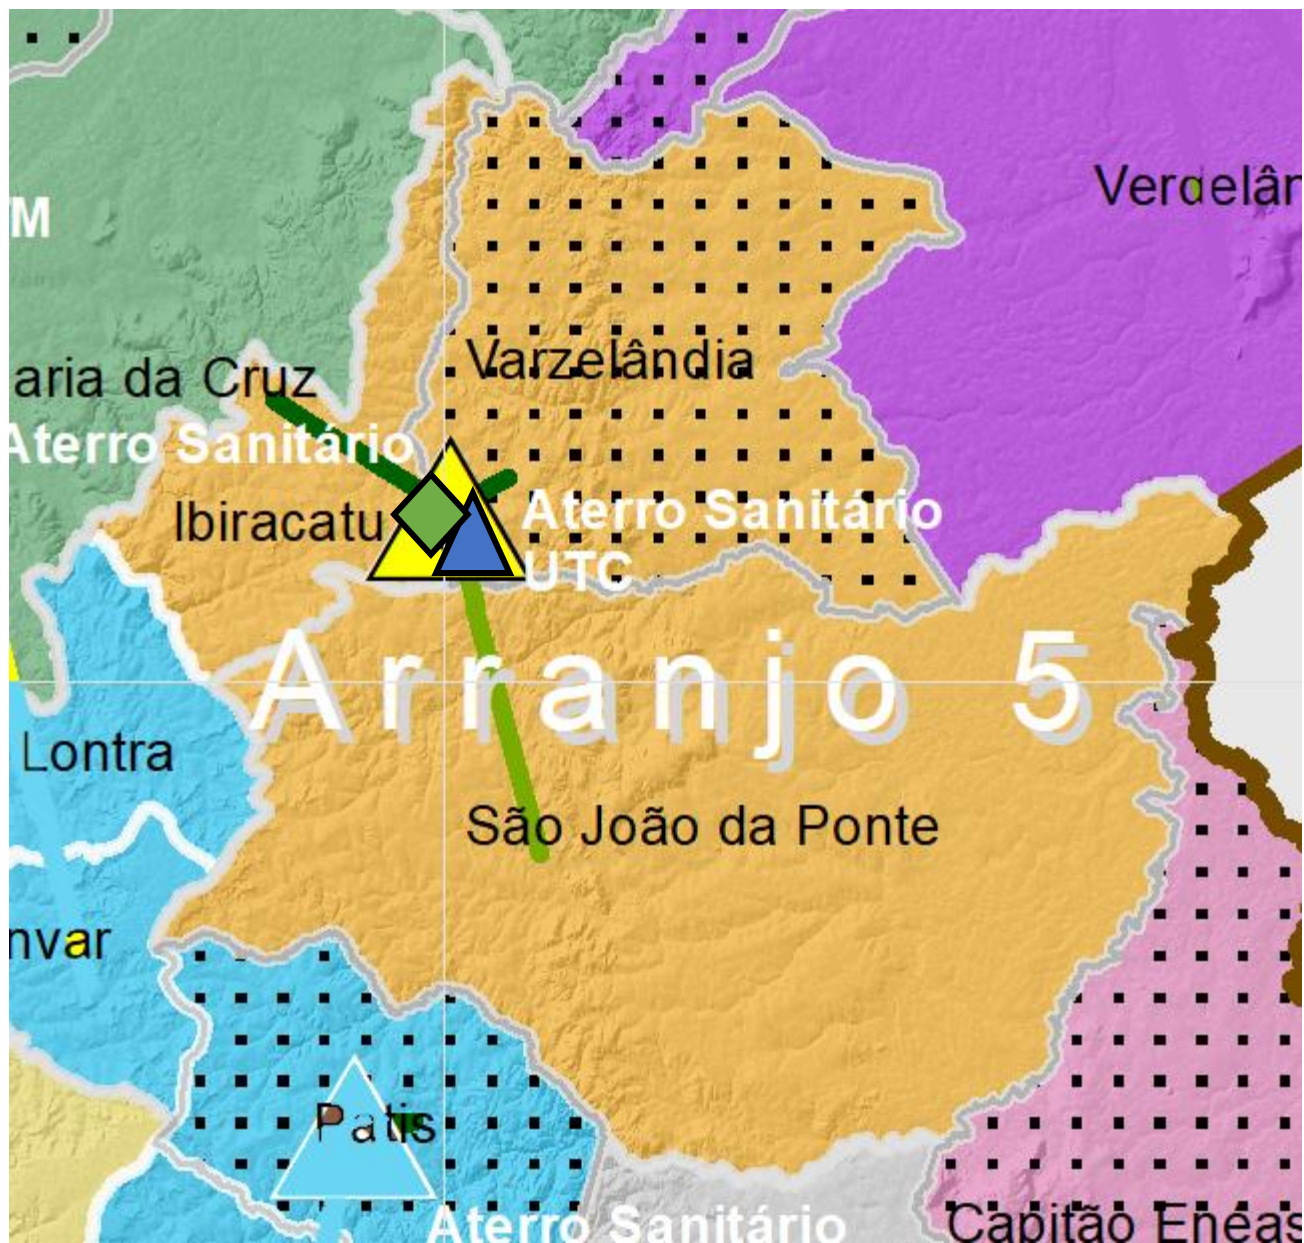 Verdelân
M
Varzelândia
aria da Cruz
Aterro Sanitário
Ibiracatu
Aterro Sanitário
UTC
Arranjo 5
Lontra
São João da Ponte
nvar
Patis
Aterro Sanitário
Capitão Enéas